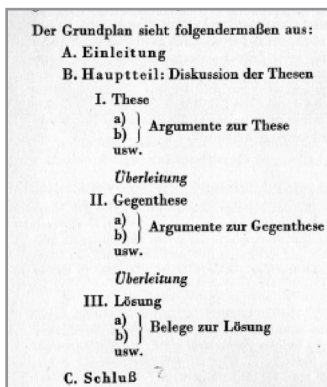 Der Grundplan sieht folgendermaßen aus:
A. Einleitung
B. Hauptteil: Diskussion der Thesen
I. These
a)
b) } Argumente zur These
usw.
Überleitung
II. Gegenthese
a)
b) } Argumente zur Gegenthese
usw.
Überleitung
III. Lösung
a)
b) } Belege zur Lösung
usw.
C. Schluß